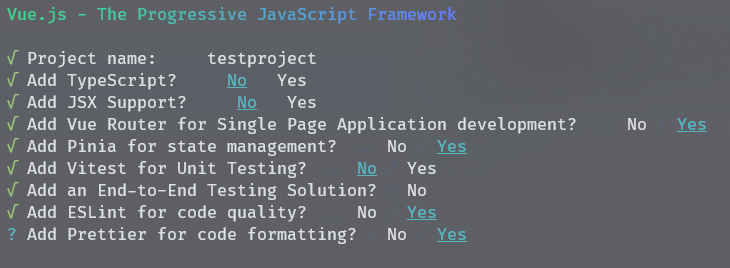 Vue.js - The Progressive JavaScript Framework
√ Project name: testproject
√ Add TypeScript? No Yes
√ Add JSX Support? No Yes
√ Add Vue Router for Single Page Application development? No Yes
√ Add Pinia for state management? No Yes
√ Add Vitest for Unit Testing? No Yes
√ Add an End-to-End Testing Solution? No
√ Add ESLint for code quality? No Yes
? Add Prettier for code formatting? No Yes